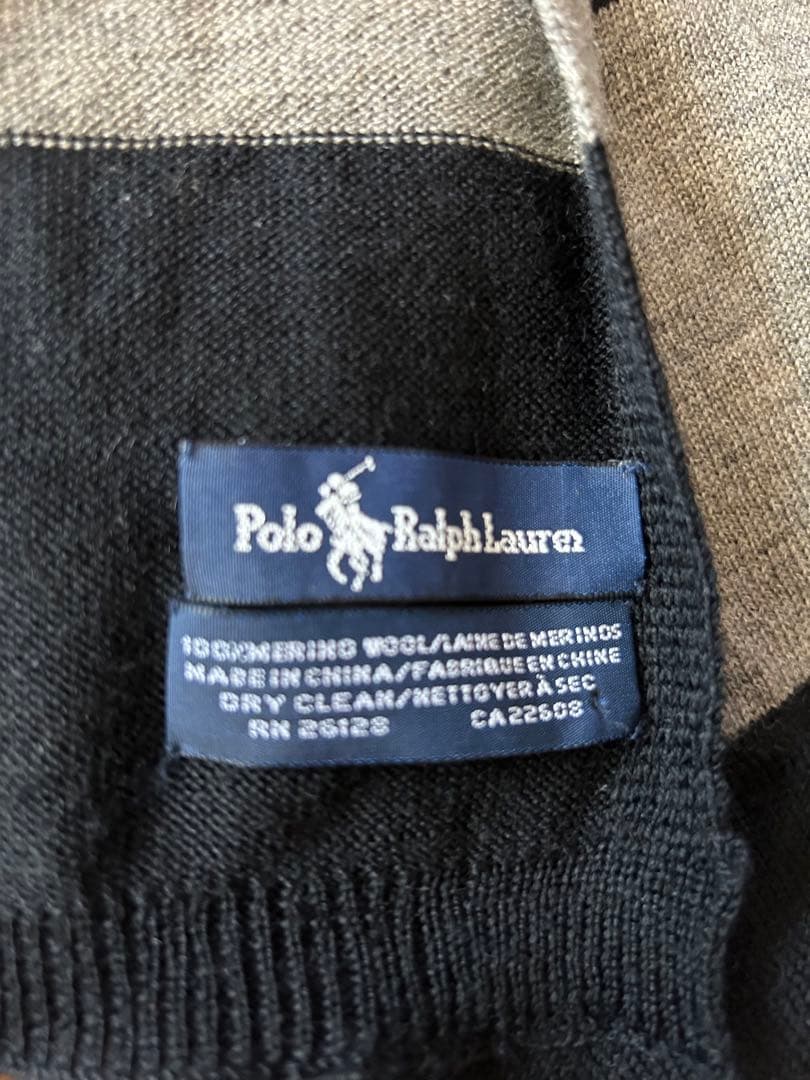 Polo Ralph Lauren
100%MERINO WOOL/LAINE DE MERINOS
MADE IN CHINA/FABRIQUE EN CHINE
DRY CLEAN/NETTOYER À SEC
RN 26128 CA22608